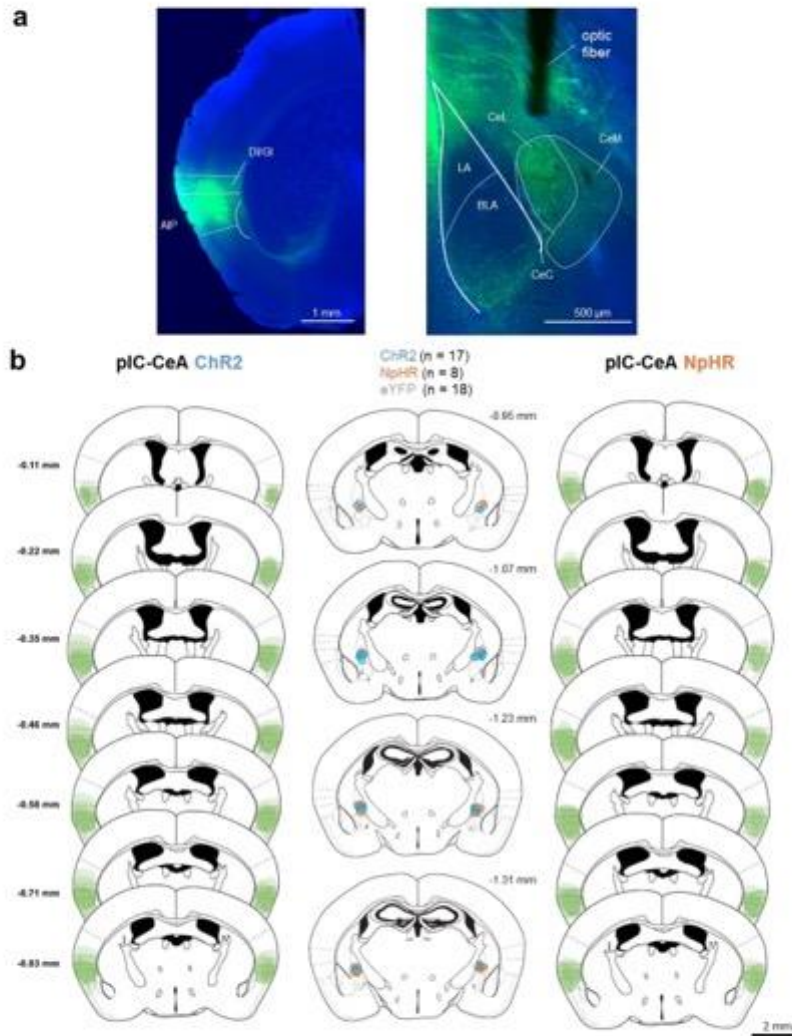 a
optic
fiber
DI/GI
AIP
1 mm
CeL
CeM
LA
BLA
CeC
500 µm
b
pIC-CeA ChR2
ChR2 (n = 17)
NpHR (n = 8)
eYFP (n = 18)
pIC-CeA NpHR
-0.11 mm
-0.22 mm
-0.35 mm
-0.46 mm
-0.58 mm
-0.71 mm
-0.83 mm
-0.95 mm
-1.07 mm
-1.23 mm
-1.31 mm
2 mm